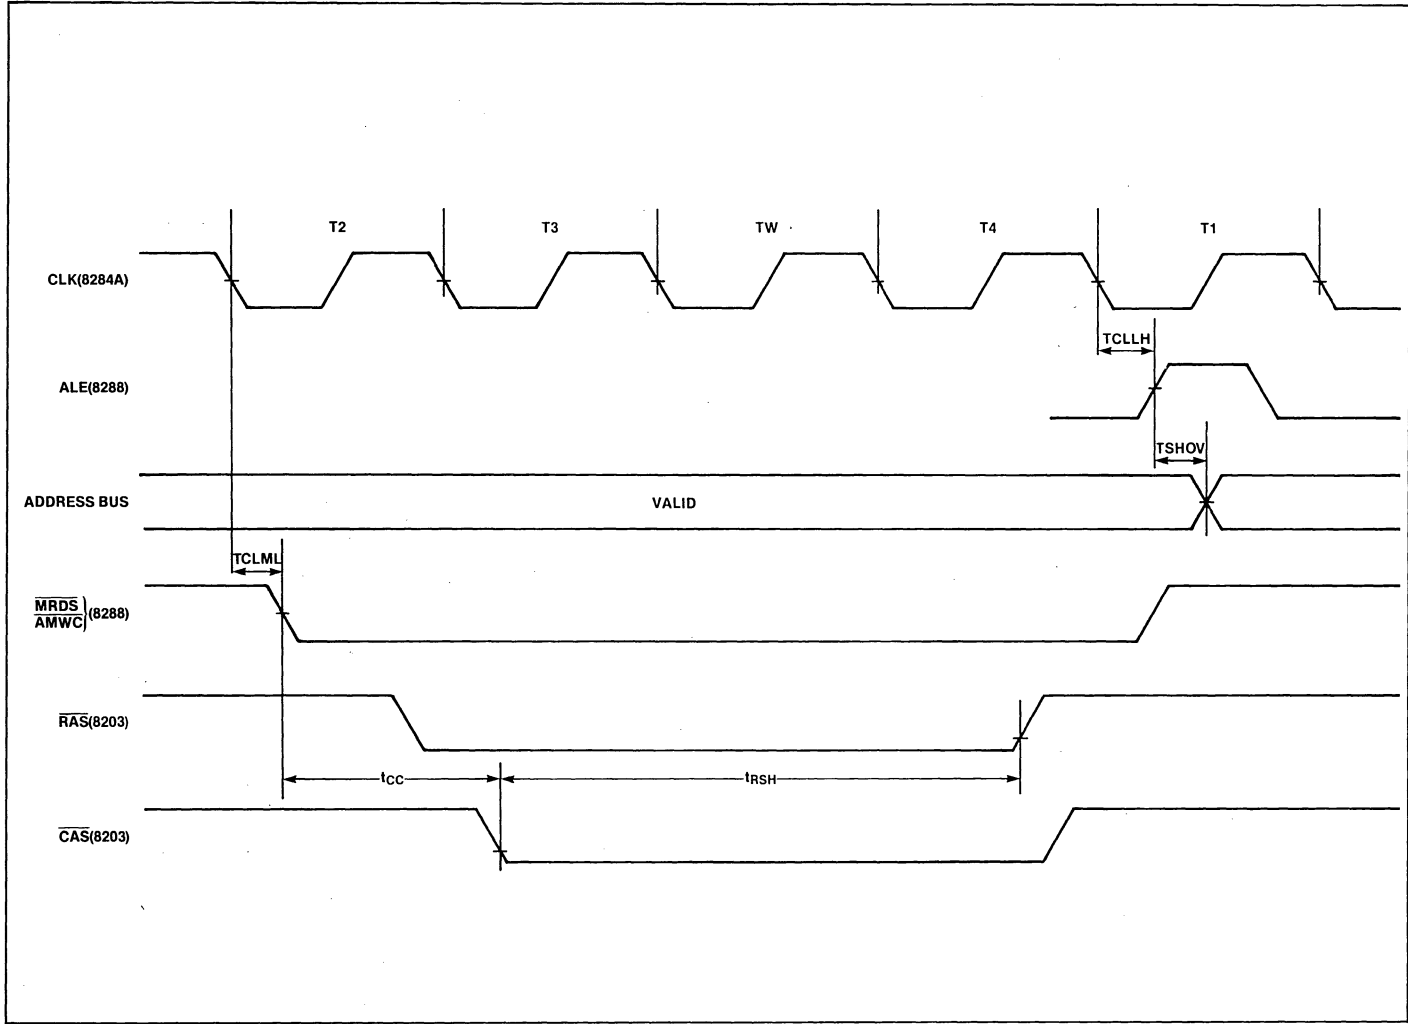 T2 T3 TW T4 T1
CLK(8284A)
TCLLH
ALE(8288)
TSHOV
ADDRESS BUS VALID
TCLML
MRDS
AMWC}(8288)
RAS(8203)
tCC tRSH
CAS(8203)